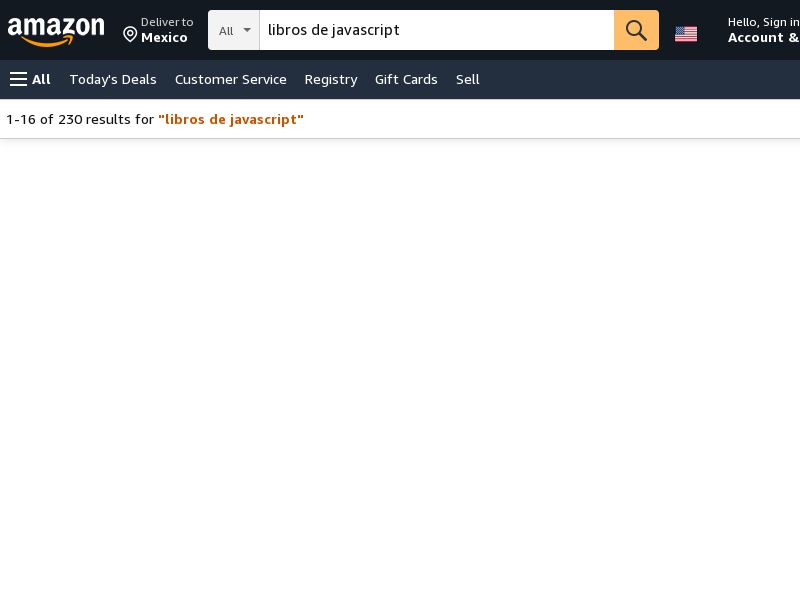 amazon
Deliver to
Mexico
All
libros de javascript
Hello, Sign in
Account &
All
Today's Deals
Customer Service
Registry
Gift Cards
Sell
1-16 of 230 results for "libros de javascript"